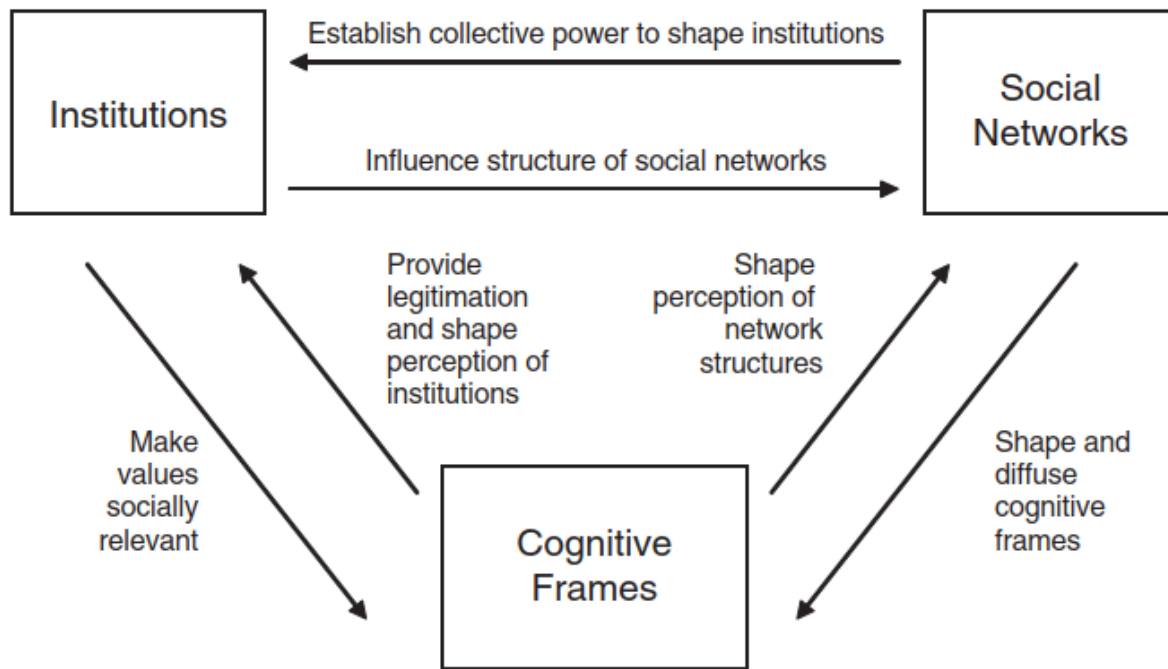 Establish collective power to shape institutions
Institutions
Social
Networks
Influence structure of social networks
Provide
legitimation
and shape
perception of
institutions
Shape
perception of
network
structures
Make
values
socially
relevant
Shape and
diffuse
cognitive
frames
Cognitive
Frames